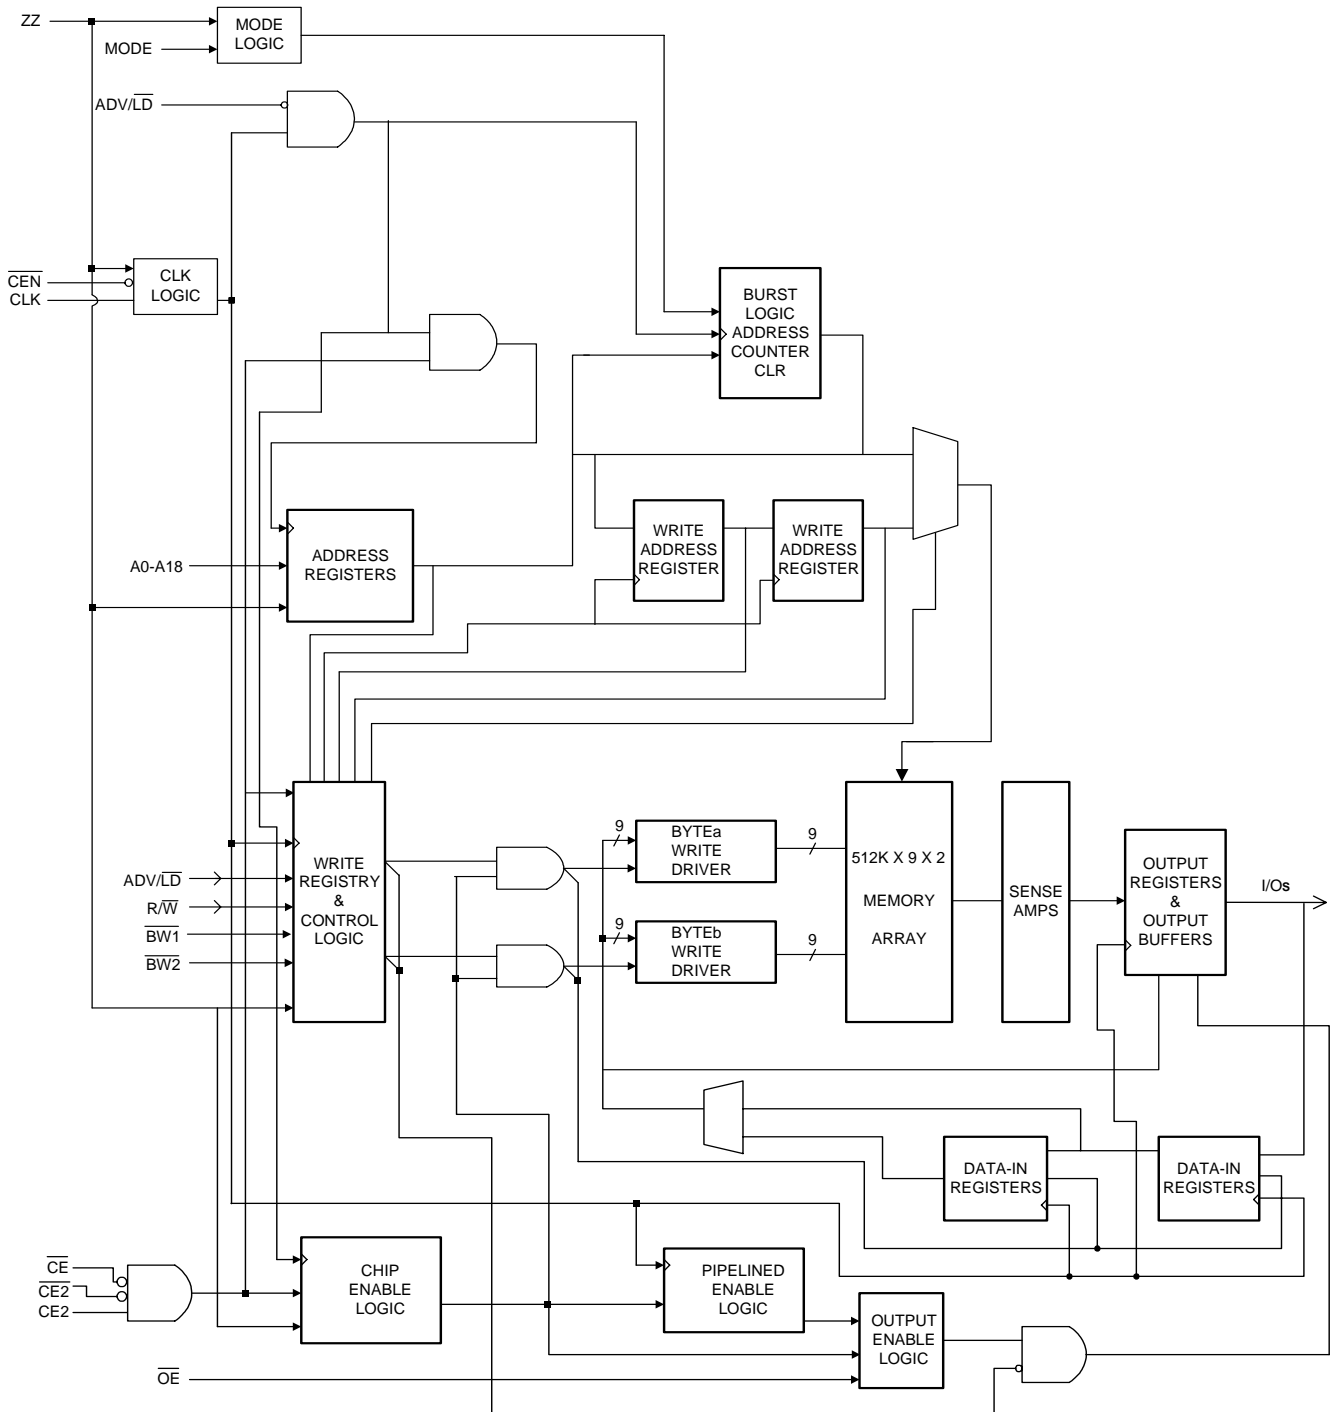 ZZ
MODE
MODE
LOGIC
ADV/LD
CEN
CLK
CLK
LOGIC
BURST
LOGIC
ADDRESS
COUNTER
CLR
A0-A18
ADDRESS
REGISTERS
WRITE
ADDRESS
REGISTER
WRITE
ADDRESS
REGISTER
ADV/LD
R/W
BW1
BW2
WRITE
REGISTRY
&
CONTROL
LOGIC
9
BYTEa
WRITE
DRIVER
9
9
BYTEb
WRITE
DRIVER
9
512K X 9 X 2
MEMORY
ARRAY
SENSE
AMPS
OUTPUT
REGISTERS
&
OUTPUT
BUFFERS
I/Os
DATA-IN
REGISTERS
DATA-IN
REGISTERS
CE
CE2
CE2
CHIP
ENABLE
LOGIC
PIPELINED
ENABLE
LOGIC
OUTPUT
ENABLE
LOGIC
OE